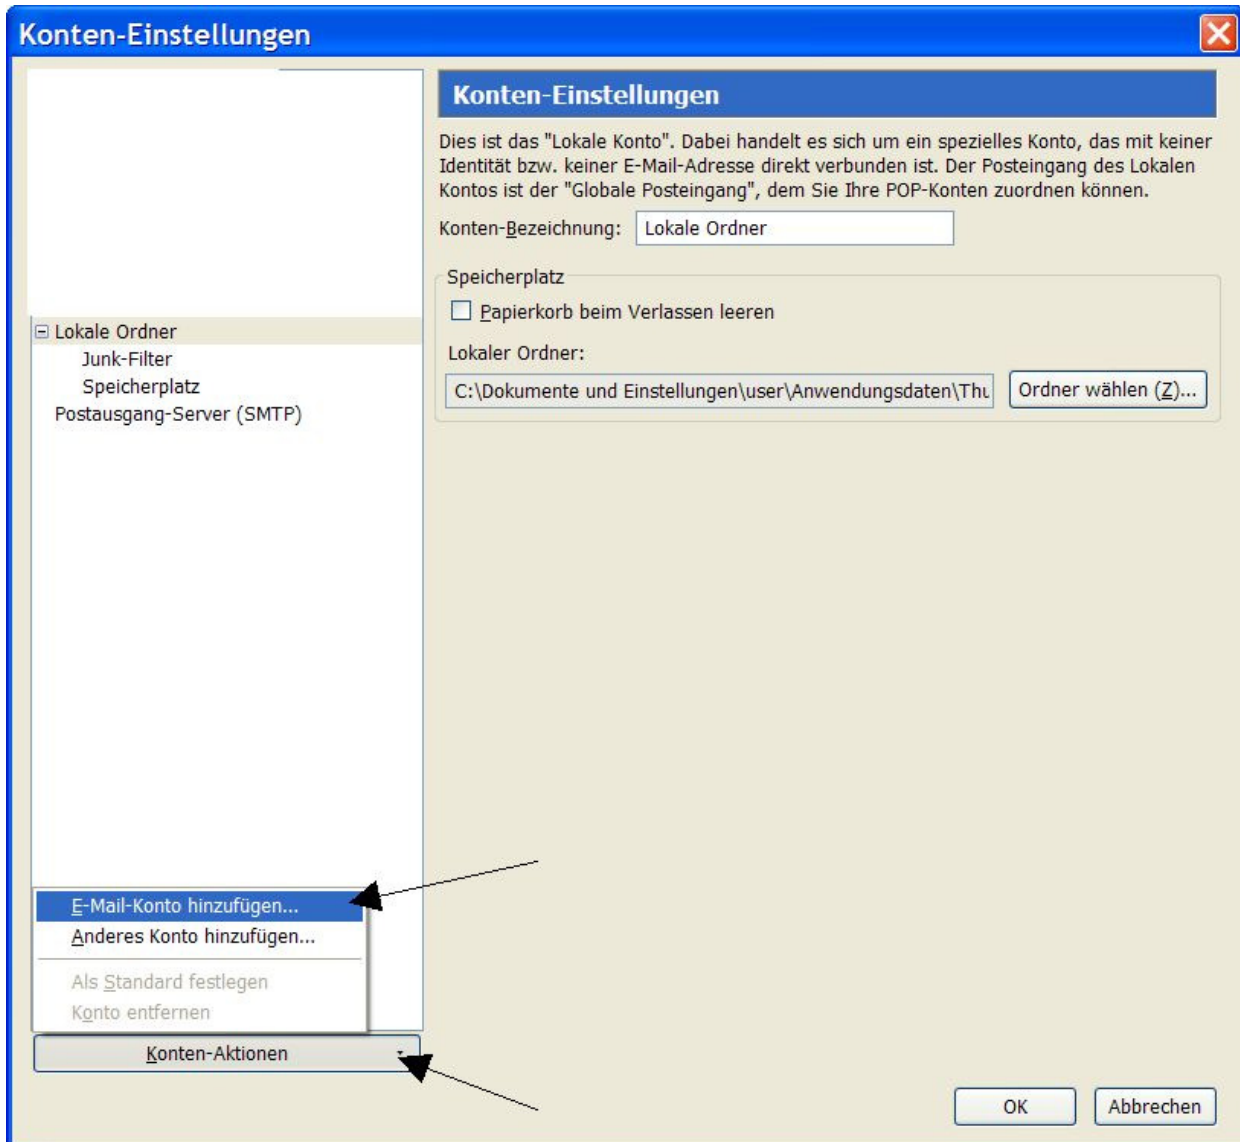 Konten-Einstellungen
Konten-Einstellungen
Dies ist das "Lokale Konto". Dabei handelt es sich um ein spezielles Konto, das mit keiner
Identität bzw. keiner E-Mail-Adresse direkt verbunden ist. Der Posteingang des Lokalen
Kontos ist der "Globale Posteingang", dem Sie Ihre POP-Konten zuordnen können.
Konten-Bezeichnung: Lokale Ordner
Speicherplatz
Papierkorb beim Verlassen leeren
Lokaler Ordner:
C:\Dokumente und Einstellungen\user\Anwendungsdaten\Thu Ordner wählen (Z)...
Lokale Ordner
Junk-Filter
Speicherplatz
Postausgang-Server (SMTP)
E-Mail-Konto hinzufügen...
Anderes Konto hinzufügen...
Als Standard festlegen
Konto entfernen
Konten-Aktionen
OK Abbrechen